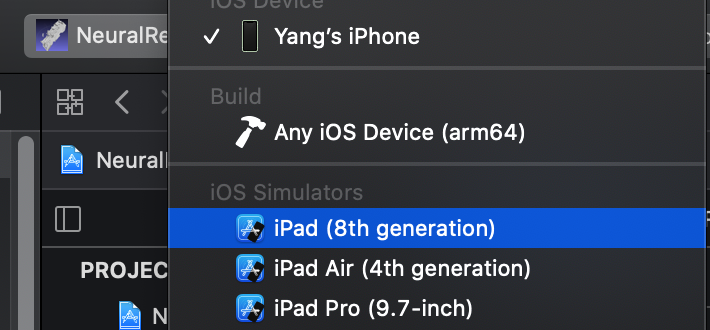 iOS Device
NeuralRe
Yang’s iPhone
Build
Any iOS Device (arm64)
Neural
iOS Simulators
iPad (8th generation)
iPad Air (4th generation)
PROJEC
iPad Pro (9.7-inch)
N